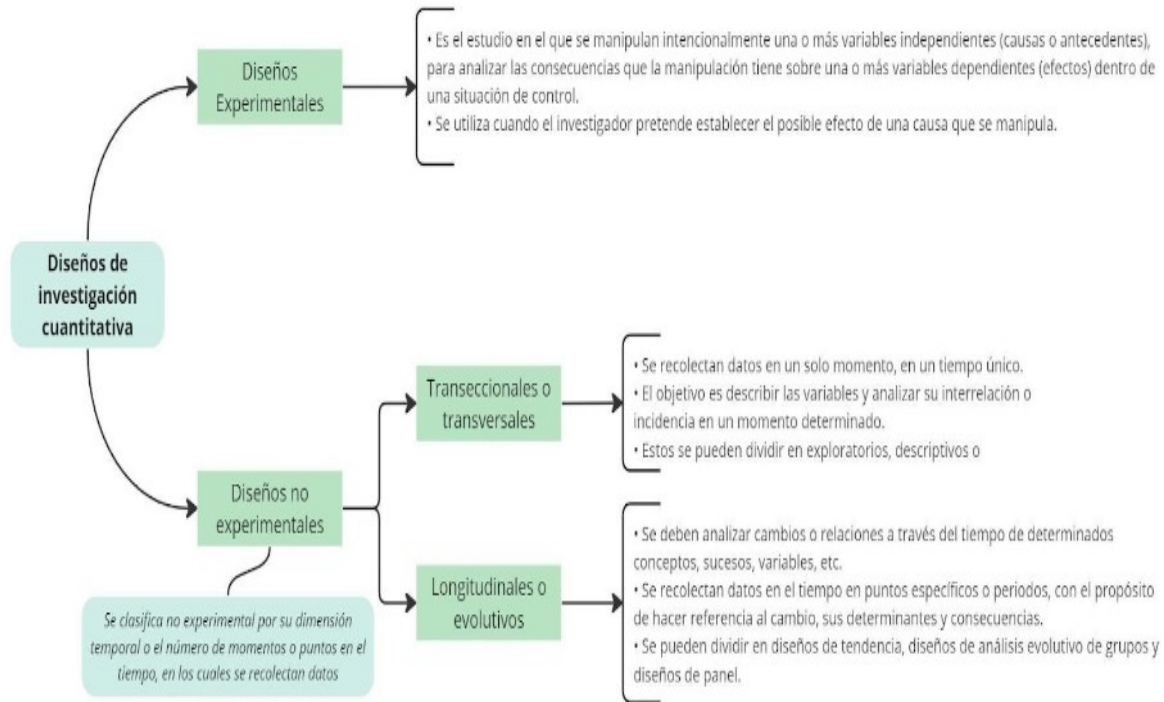 Diseños
Experimentales
• Es el estudio en el que se manipulan intencionalmente una o más variables independientes (causas o antecedentes),
para analizar las consecuencias que la manipulación tiene sobre una o más variables dependientes (efectos) dentro de
una situación de control.
• Se utiliza cuando el investigador pretende establecer el posible efecto de una causa que se manipula.
Diseños de
investigación
cuantitativa
Transeccionales o
transversales
• Se recolectan datos en un solo momento, en un tiempo único.
• El objetivo es describir las variables y analizar su interrelación o
incidencia en un momento determinado.
• Estos se pueden dividir en exploratorios, descriptivos o
Diseños no
experimentales
Se clasifica no experimental por su dimensión
temporal o el número de momentos o puntos en el
tiempo, en los cuales se recolectan datos
Longitudinales o
evolutivos
• Se deben analizar cambios o relaciones a través del tiempo de determinados
conceptos, sucesos, variables, etc.
• Se recolectan datos en el tiempo en puntos específicos o periodos, con el propósito
de hacer referencia al cambio, sus determinantes y consecuencias.
• Se pueden dividir en diseños de tendencia, diseños de análisis evolutivo de grupos y
diseños de panel.